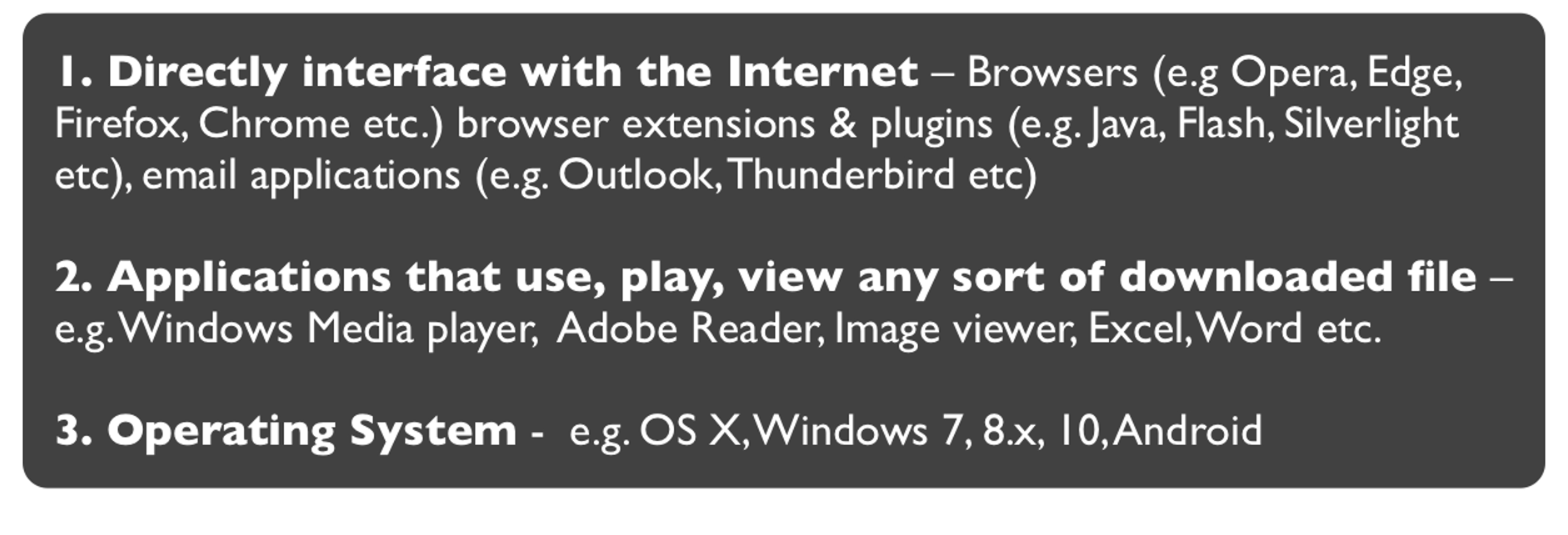 1. Directly interface with the Internet – Browsers (e.g Opera, Edge,
Firefox, Chrome etc.) browser extensions & plugins (e.g. Java, Flash, Silverlight
etc), email applications (e.g. Outlook, Thunderbird etc)
2. Applications that use, play, view any sort of downloaded file –
e.g. Windows Media player, Adobe Reader, Image viewer, Excel, Word etc.
3. Operating System - e.g. OS X, Windows 7, 8.x, 10, Android